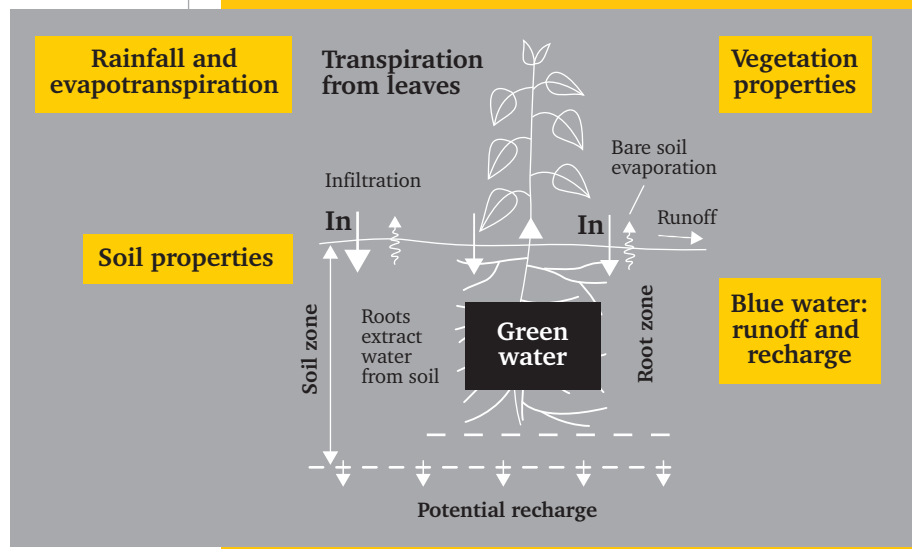 Rainfall and
evapotranspiration
Transpiration
from leaves
Vegetation
properties
Bare soil
evaporation
Infiltration
In
In
Runoff
Soil properties
Soil zone
Roots
extract
water
from soil
Green
water
Root zone
Blue water:
runoff and
recharge
Potential recharge